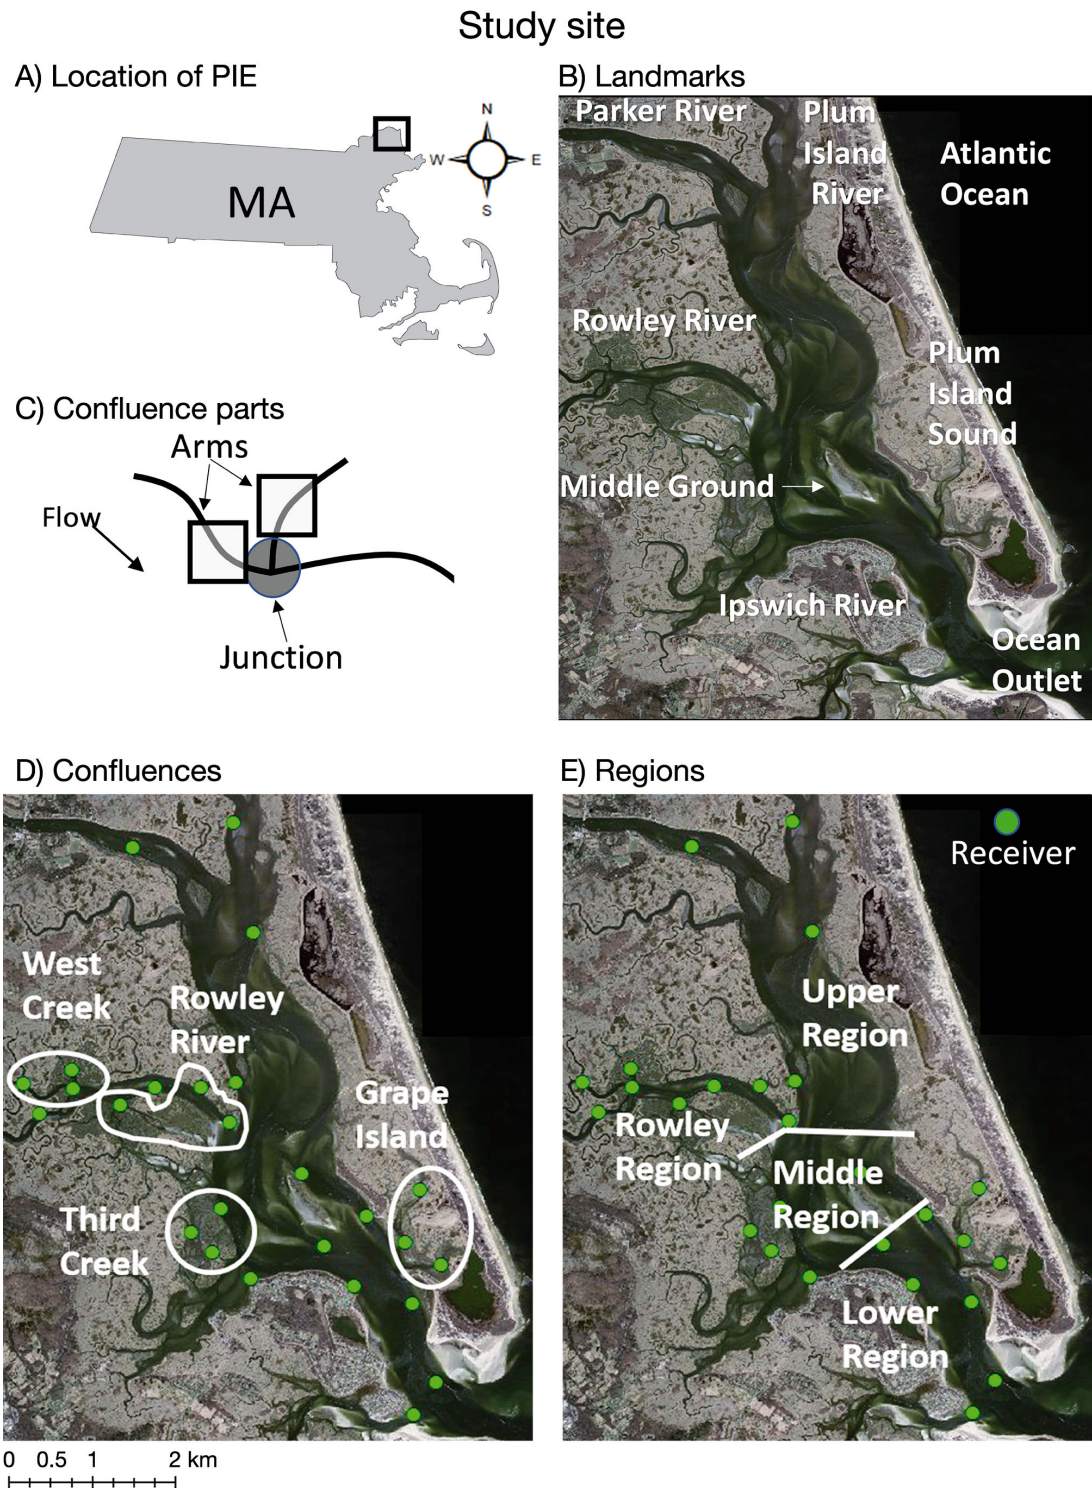 Study site
A) Location of PIE
MA
N
W
E
S
B) Landmarks
Parker River
Plum
Island
River
Atlantic
Ocean
Rowley River
Plum
Island
Sound
Middle Ground
Ipswich River
Ocean
Outlet
C) Confluence parts
Arms
Flow
Junction
D) Confluences
West
Creek
Rowley
River
Grape
Island
Third
Creek
0 0.5 1 2 km
E) Regions
Receiver
Upper
Region
Rowley
Region
Middle
Region
Lower
Region